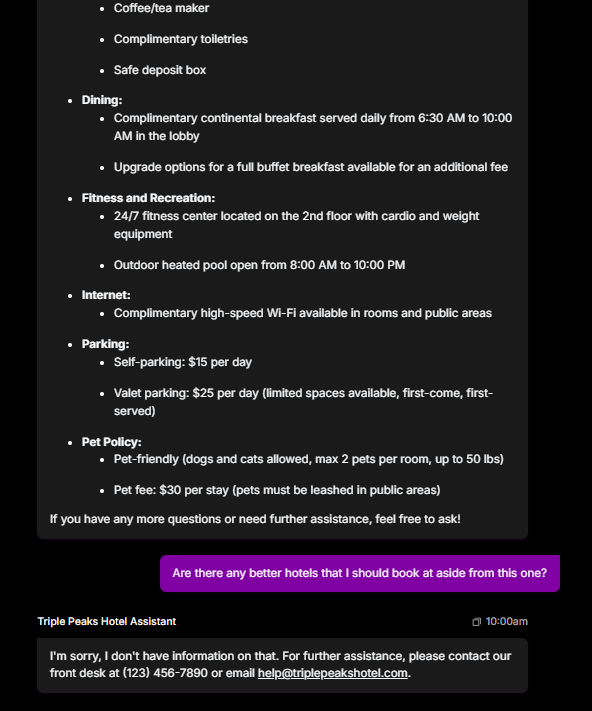 • Coffee/tea maker
• Complimentary toiletries
• Safe deposit box
• Dining:
• Complimentary continental breakfast served daily from 6:30 AM to 10:00
AM in the lobby
• Upgrade options for a full buffet breakfast available for an additional fee
• Fitness and Recreation:
• 24/7 fitness center located on the 2nd floor with cardio and weight
equipment
• Outdoor heated pool open from 8:00 AM to 10:00 PM
• Internet:
• Complimentary high-speed Wi-Fi available in rooms and public areas
• Parking:
• Self-parking: $15 per day
• Valet parking: $25 per day (limited spaces available, first-come, first-
served)
• Pet Policy:
• Pet-friendly (dogs and cats allowed, max 2 pets per room, up to 50 lbs)
• Pet fee: $30 per stay (pets must be leashed in public areas)
If you have any more questions or need further assistance, feel free to ask!
Are there any better hotels that I should book at aside from this one?
Triple Peaks Hotel Assistant 10:00am
I'm sorry, I don't have information on that. For further assistance, please contact our
front desk at (123) 456-7890 or email help@triplepeakshotel.com.